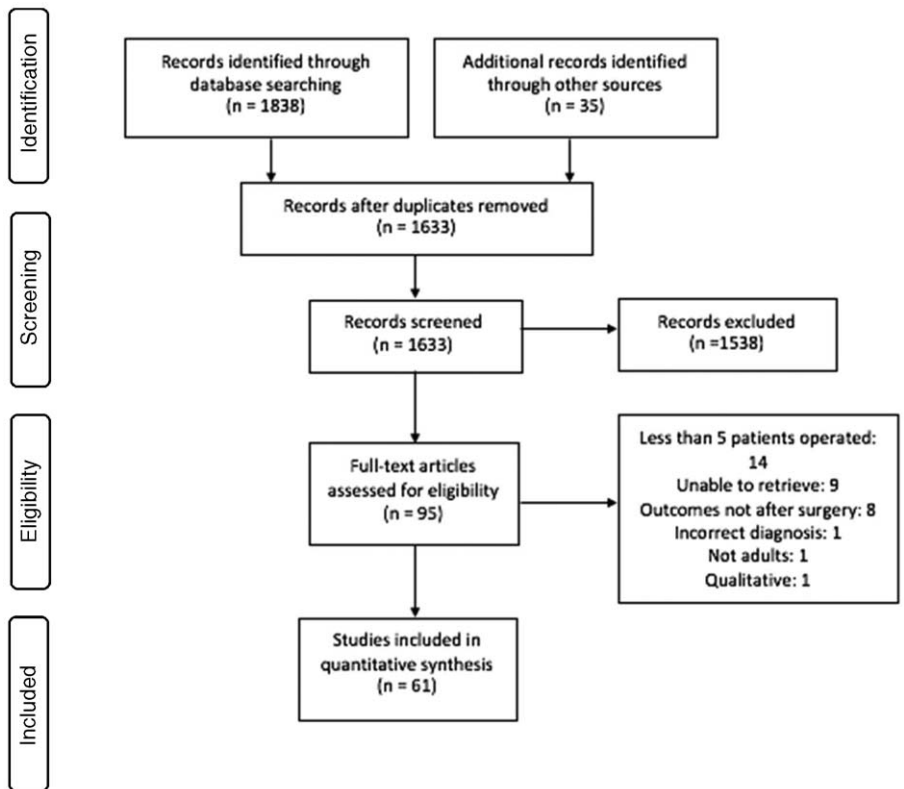 Identification
Records identified through
database searching
(n = 1838)
Additional records identified
through other sources
(n = 35)
Records after duplicates removed
(n = 1633)
Screening
Records screened
(n = 1633)
Records excluded
(n =1538)
Eligibility
Full-text articles
assessed for eligibility
(n = 95)
Less than 5 patients operated:
14
Unable to retrieve: 9
Outcomes not after surgery: 8
Incorrect diagnosis: 1
Not adults: 1
Qualitative: 1
Included
Studies included in
quantitative synthesis
(n = 61)